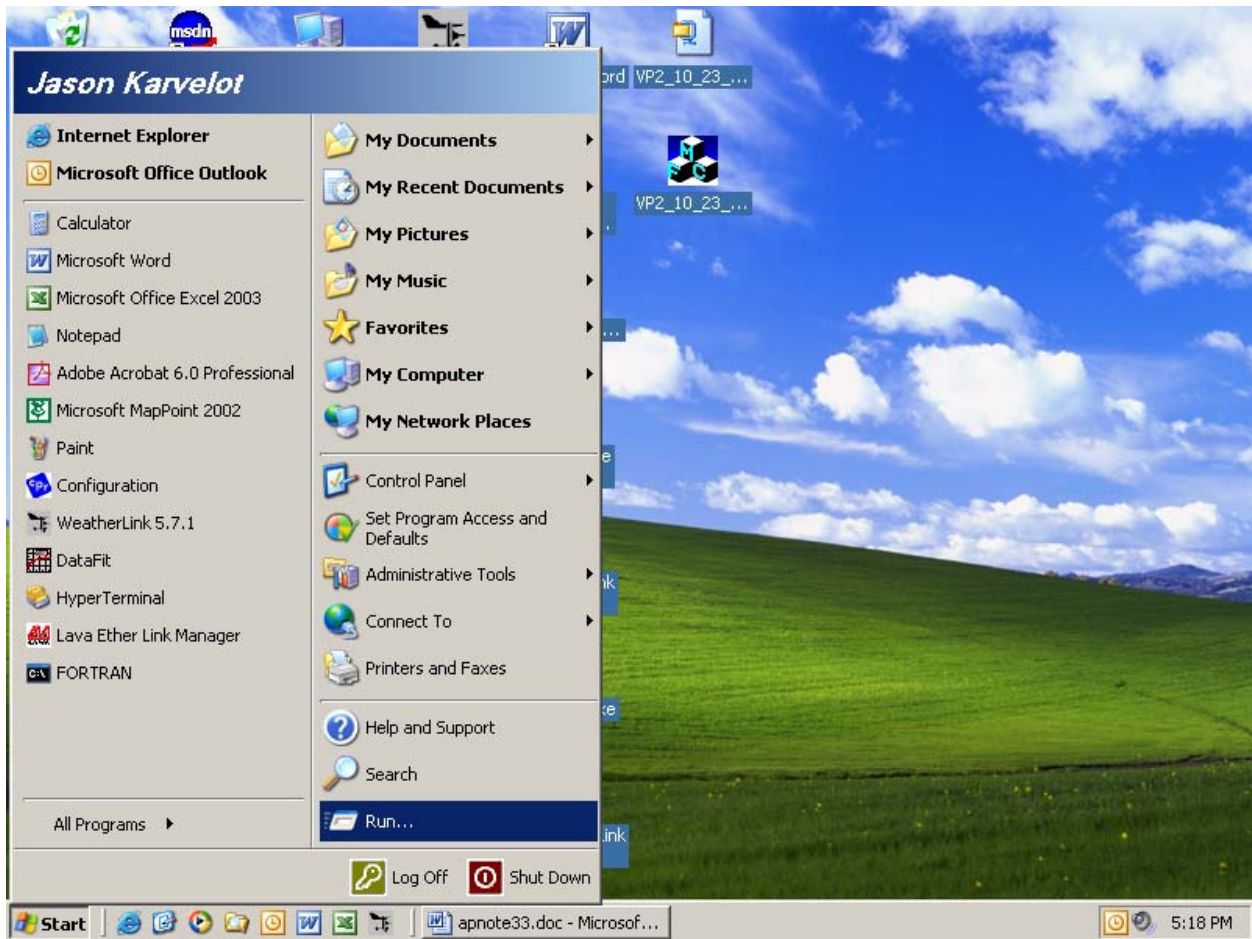 msdn
Jason Karvelot
ord
VP2_10_23_...
Internet Explorer
Microsoft Office Outlook
Calculator
Microsoft Word
Microsoft Office Excel 2003
Notepad
Adobe Acrobat 6.0 Professional
Microsoft MapPoint 2002
Paint
Configuration
WeatherLink 5.7.1
DataFit
HyperTerminal
Lava Ether Link Manager
FORTRAN
All Programs
My Documents
My Recent Documents
My Pictures
My Music
Favorites
My Computer
My Network Places
Control Panel
Set Program Access and
Defaults
Administrative Tools
Connect To
Printers and Faxes
Help and Support
Search
Run...
Log Off
Shut Down
MFC
VP2_10_23_...
.
...
e
nk
xe
ink
Start
apnote33.doc - Microsof...
5:18 PM